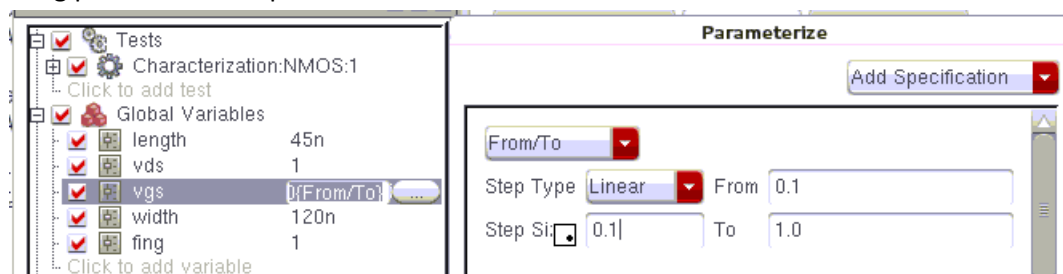 Parameterize
Tests
Characterization:NMOS:1
Click to add test
Global Variables
length 45n
vds 1
vgs {From/To} ...
width 120n
fing 1
Click to add variable
Add Specification
From/To
Step Type Linear From 0.1
Step Si: 0.1 To 1.0